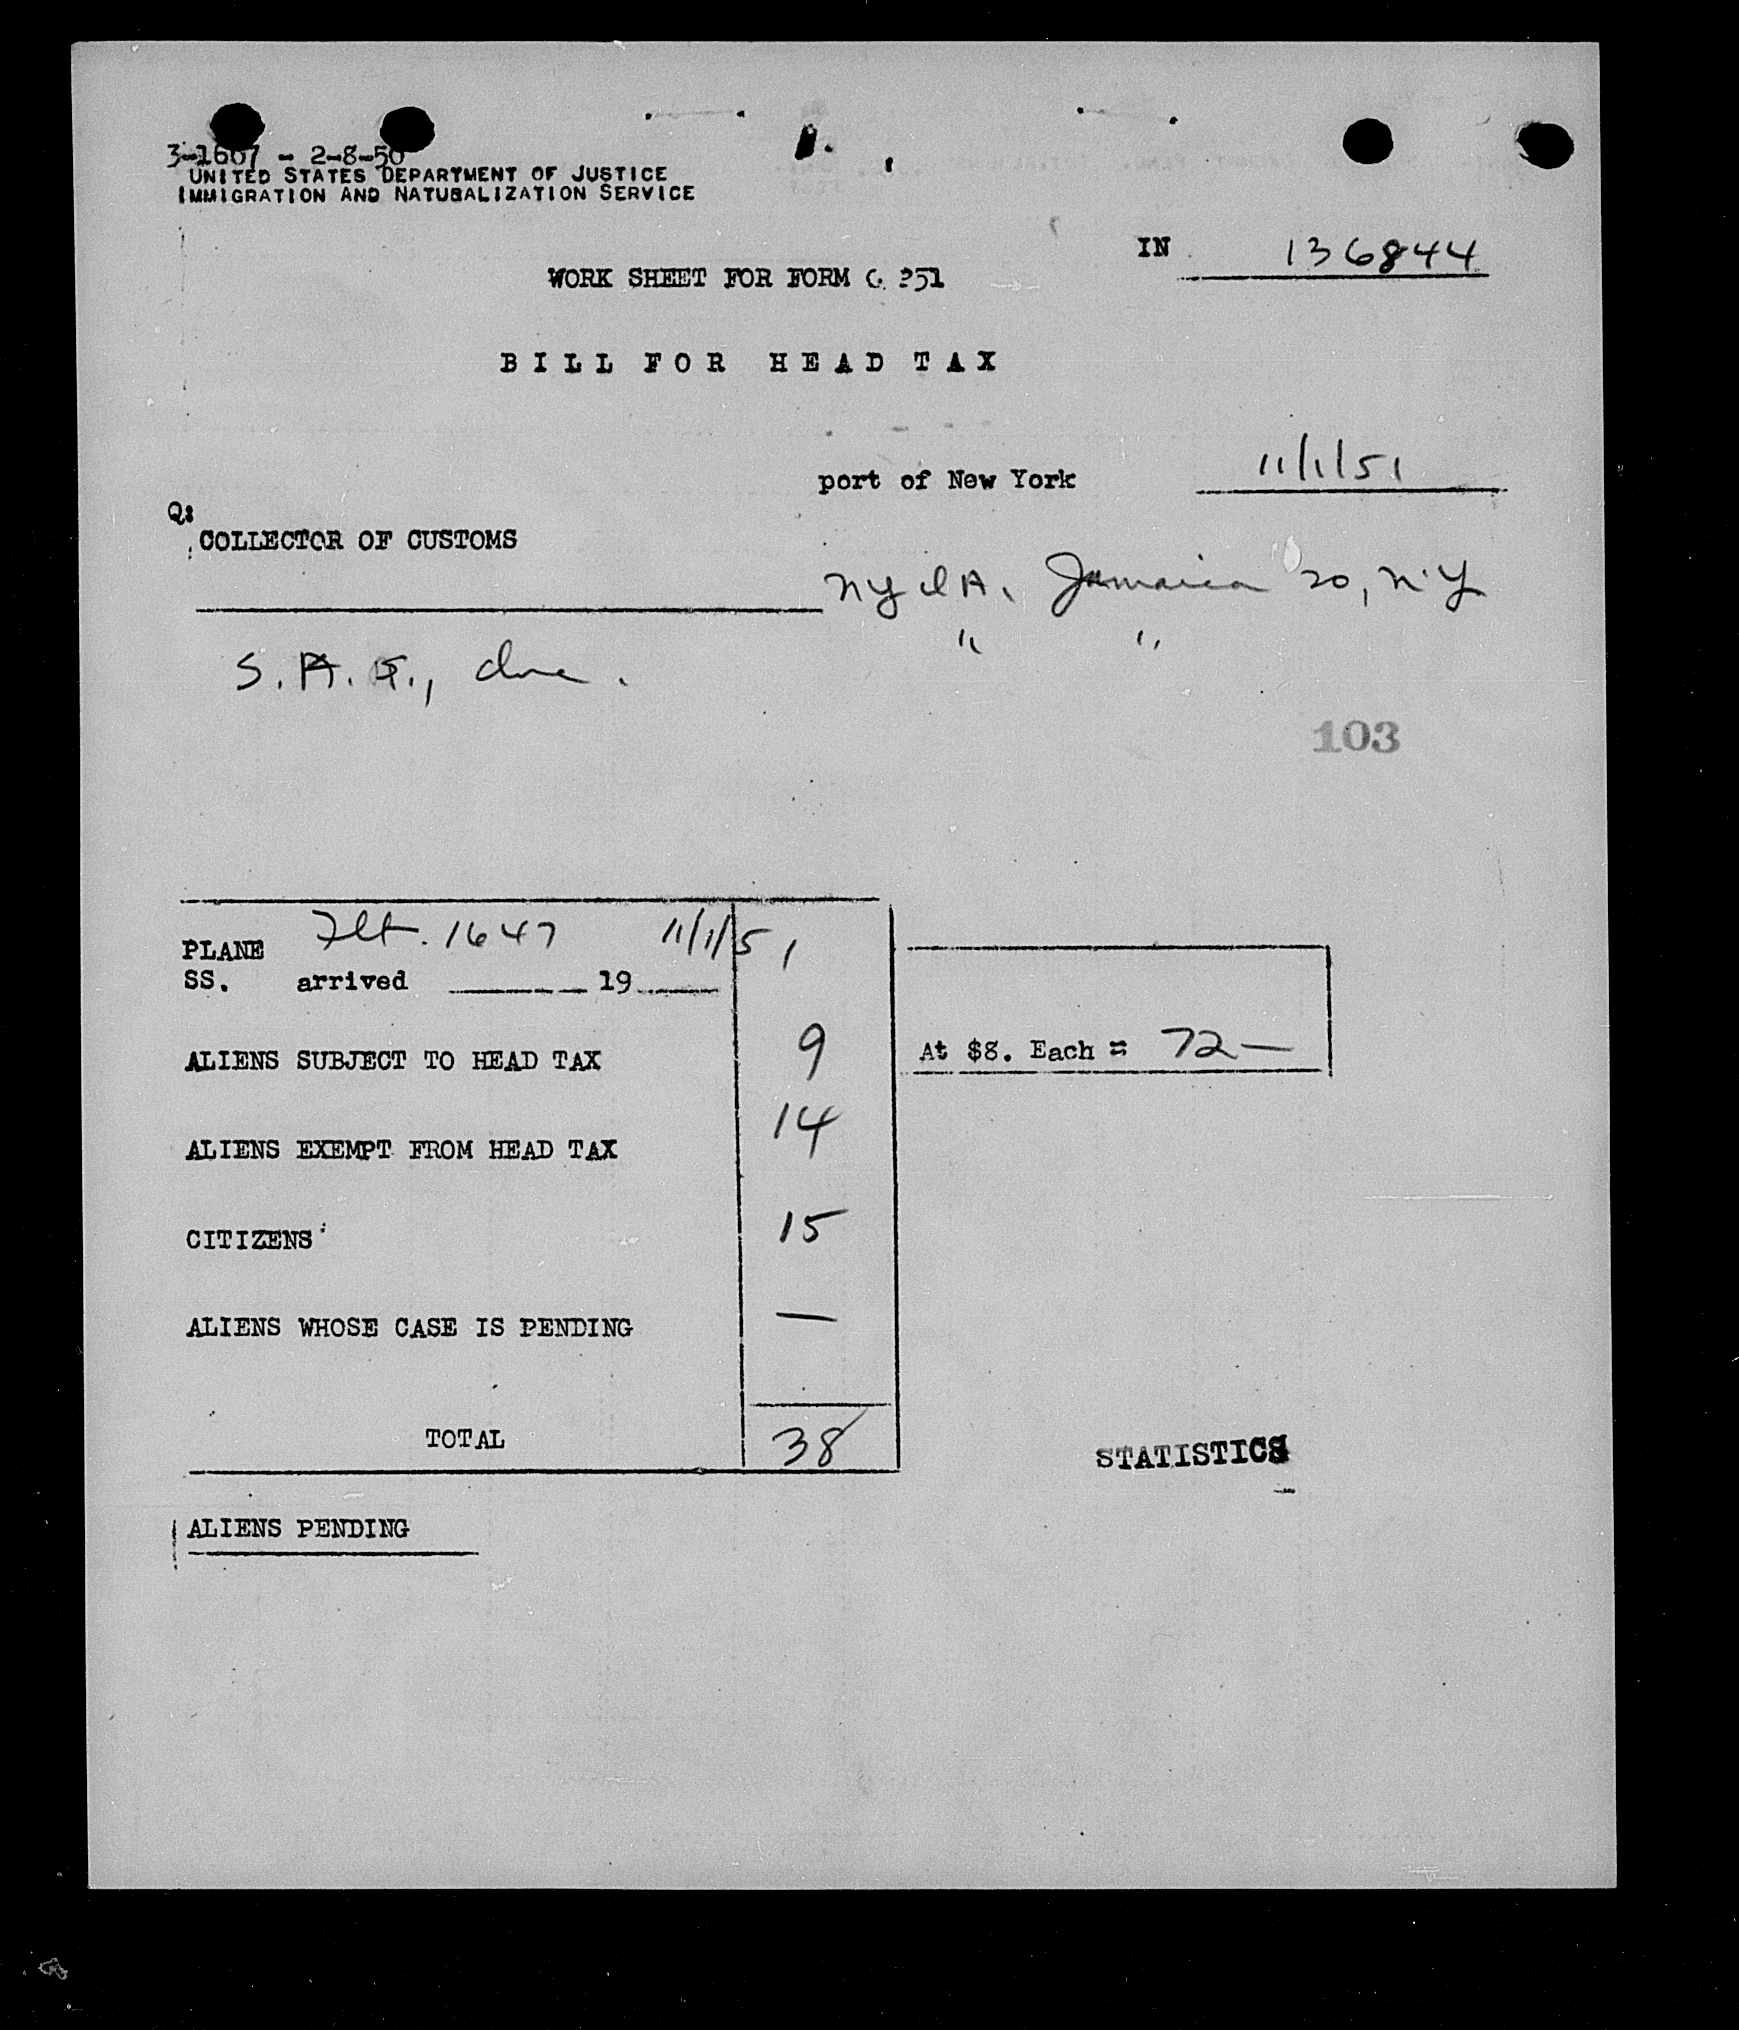 3-1667 - 2-8-50
UNITED STATES DEPARTMENT OF JUSTICE
IMMIGRATION AND NATURALIZATION SERVICE
IN 136844
WORK SHEET FOR FORM G 251
BILL FOR HEAD TAX
port of New York 11/1/51
COLLECTOR OF CUSTOMS
NYIA, Jamaica 20, N.Y
" "
S. A. S., Inc.
103
Flt. 1647 11/1/51
PLANE
SS. arrived 19
ALIENS SUBJECT TO HEAD TAX 9 At $8. Each = 72—
ALIENS EXEMPT FROM HEAD TAX 14
CITIZENS 15
ALIENS WHOSE CASE IS PENDING —
TOTAL 38
STATISTICS
ALIENS PENDING